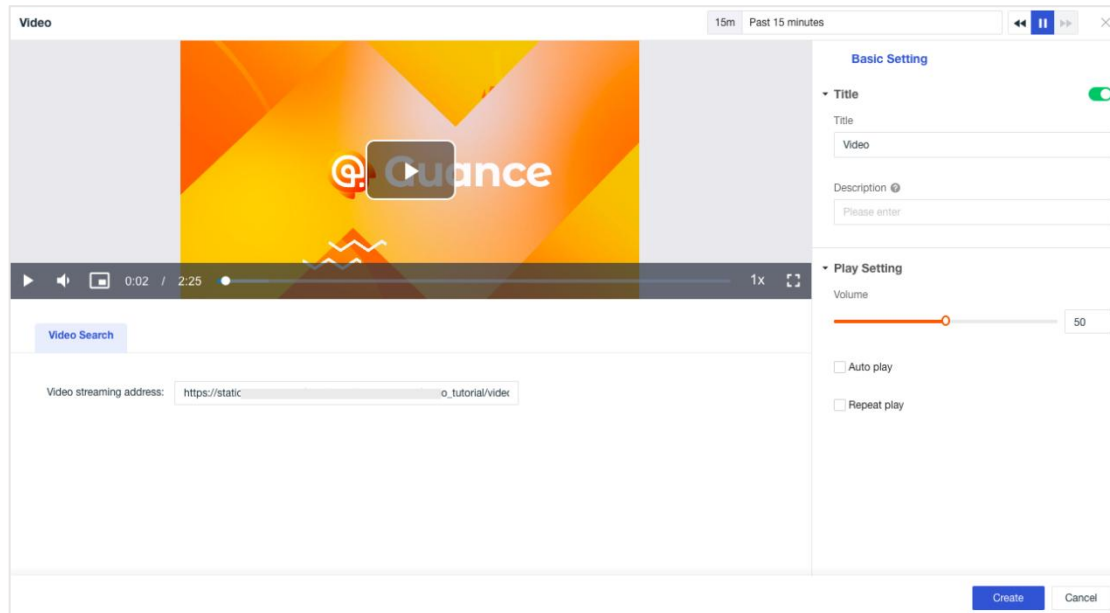 Video
15m Past 15 minutes
Basic Setting
Title
Title
Video
Description
Please enter
Guance
0:02 / 2:25
1x
Play Setting
Volume
50
Auto play
Repeat play
Video Search
Video streaming address: https://static o_tutorial/video
Create Cancel